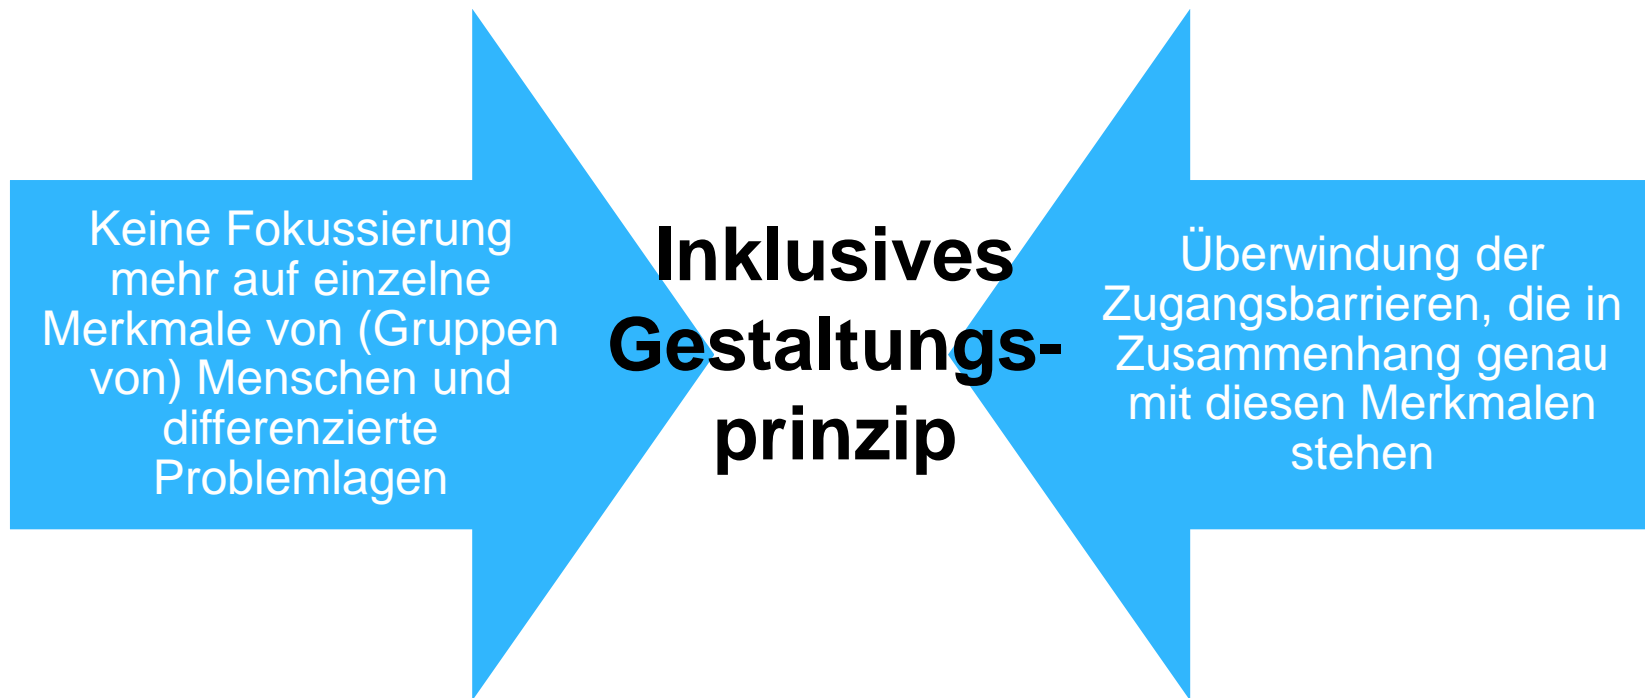 Keine Fokussierung
mehr auf einzelne
Merkmale von (Gruppen
von) Menschen und
differenzierte
Problemlagen
Inklusives
Gestaltungs-
prinzip
Überwindung der
Zugangsbarrieren, die in
Zusammenhang genau
mit diesen Merkmalen
stehen